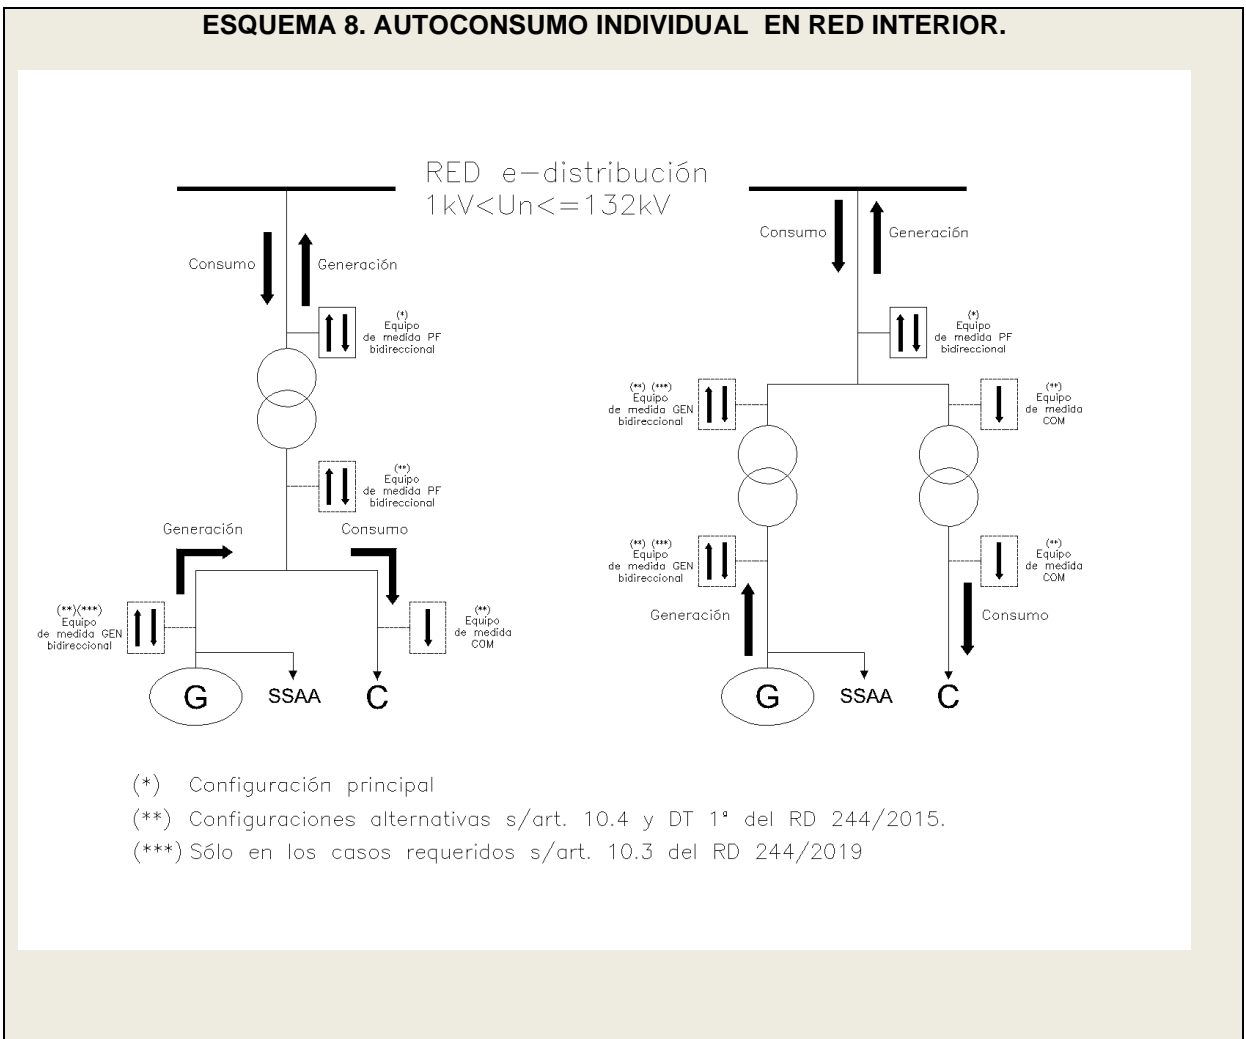 ESQUEMA 8. AUTOCONSUMO INDIVIDUAL EN RED INTERIOR.
RED e-distribución
1kV<Un<=132kV
Consumo
Generación
(*)
Equipo
de medida PF
bidireccional
(**)
Equipo
de medida PF
bidireccional
Generación
Consumo
(**)(***)
Equipo
de medida GEN
bidireccional
(**)
Equipo
de medida
COM
G
SSAA
C
Consumo
Generación
(*)
Equipo
de medida PF
bidireccional
(**) (***)
Equipo
de medida GEN
bidireccional
(**)
Equipo
de medida
COM
(**) (***)
Equipo
de medida GEN
bidireccional
(**)
Equipo
de medida
COM
Generación
Consumo
G
SSAA
C
(*) Configuración principal
(**) Configuraciones alternativas s/art. 10.4 y DT 1ª del RD 244/2015.
(***) Sólo en los casos requeridos s/art. 10.3 del RD 244/2019